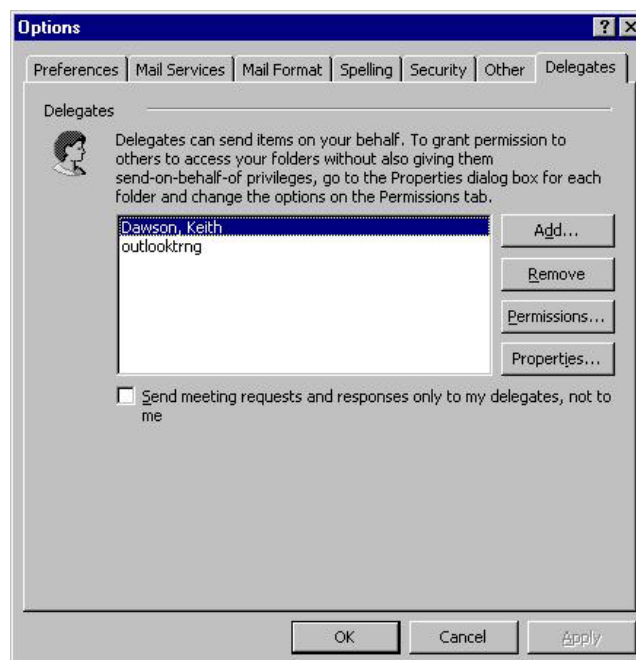 Options
Preferences Mail Services Mail Format Spelling Security Other Delegates
Delegates
Delegates can send items on your behalf. To grant permission to
others to access your folders without also giving them
send-on-behalf-of privileges, go to the Properties dialog box for each
folder and change the options on the Permissions tab.
Dawson, Keith
outlooktrng
Add...
Remove
Permissions...
Properties...
Send meeting requests and responses only to my delegates, not to
me
OK Cancel Apply